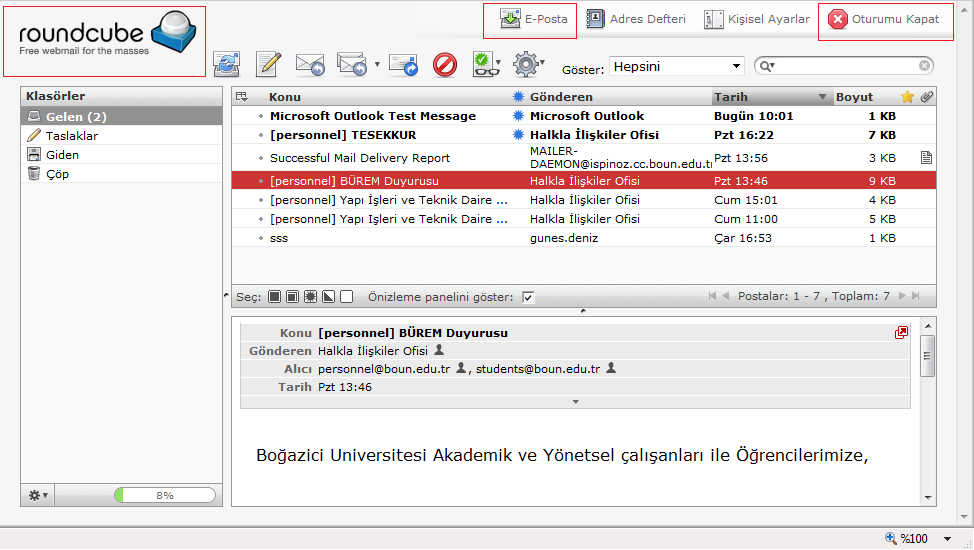 roundcube
Free webmail for the masses
E-Posta
Adres Defteri
Kişisel Ayarlar
Oturumu Kapat
Göster: Hepsini
Klasörler
Gelen (2)
Taslaklar
Giden
Çöp
Konu Gönderen Tarih Boyut
Microsoft Outlook Test Message Microsoft Outlook Bugün 10:01 1 KB
[personnel] TESEKKUR Halkla İlişkiler Ofisi Pzt 16:22 7 KB
Successful Mail Delivery Report MAILER-DAEMON@ispinoz.cc.boun.edu.tr Pzt 13:56 3 KB
[personnel] BÜREM Duyurusu Halkla İlişkiler Ofisi Pzt 13:46 9 KB
[personnel] Yapı İşleri ve Teknik Daire ... Halkla İlişkiler Ofisi Cum 15:01 4 KB
[personnel] Yapı İşleri ve Teknik Daire ... Halkla İlişkiler Ofisi Cum 11:00 5 KB
sss gunes.deniz Çar 16:53 1 KB
Seç: Önizleme panelini göster: Postalar: 1 - 7 , Toplam: 7
Konu [personnel] BÜREM Duyurusu
Gönderen Halkla İlişkiler Ofisi
Alıcı personnel@boun.edu.tr , students@boun.edu.tr
Tarih Pzt 13:46
Boğazici Universitesi Akademik ve Yönetsel çalışanları ile Öğrencilerimize,
8%
%100